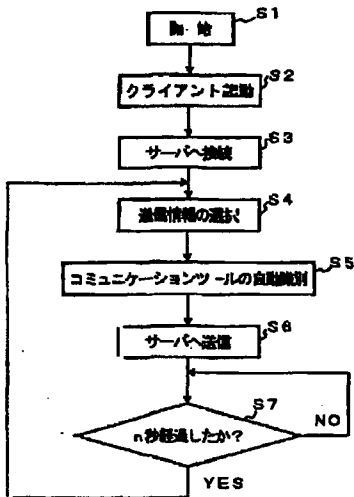 S1
開始
S2
クライアント起動
S3
サーバへ接続
S4
送信情報の選択
S5
コミュニケーションツールの自動識別
S6
サーバへ送信
S7
n秒経過したか?
NO
YES